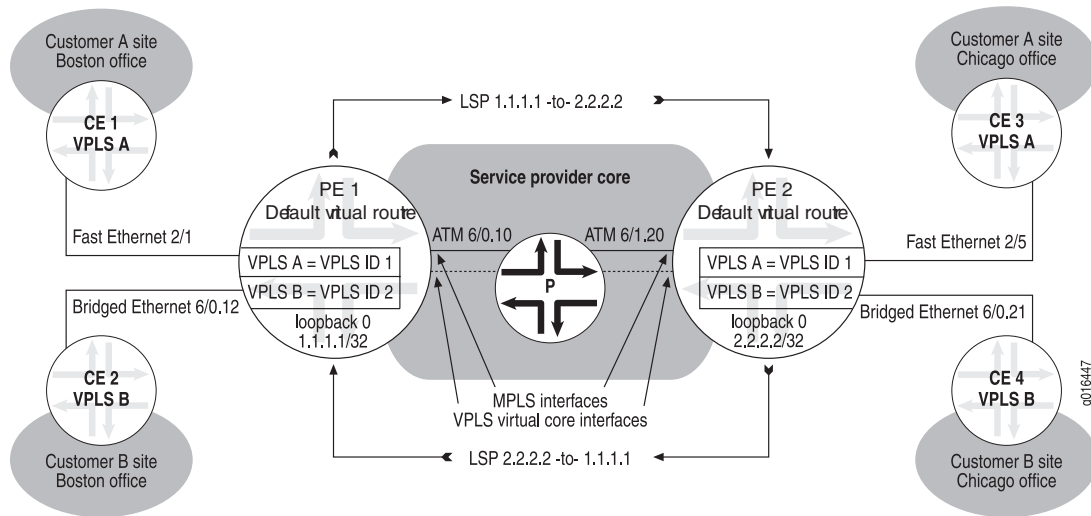 Customer A site
Boston office
CE 1
VPLS A
Fast Ethernet 2/1
Bridged Ethernet 6/0.12
CE 2
VPLS B
Customer B site
Boston office
LSP 1.1.1.1 -to- 2.2.2.2
PE 1
Default virtual route
VPLS A = VPLS ID 1
VPLS B = VPLS ID 2
loopback 0
1.1.1.1/32
Service provider core
ATM 6/0.10
ATM 6/1.20
P
MPLS interfaces
VPLS virtual core interfaces
LSP 2.2.2.2 -to- 1.1.1.1
PE 2
Default virtual route
VPLS A = VPLS ID 1
VPLS B = VPLS ID 2
loopback 0
2.2.2.2/32
Customer A site
Chicago office
CE 3
VPLS A
Fast Ethernet 2/5
Bridged Ethernet 6/0.21
CE 4
VPLS B
Customer B site
Chicago office
g016447